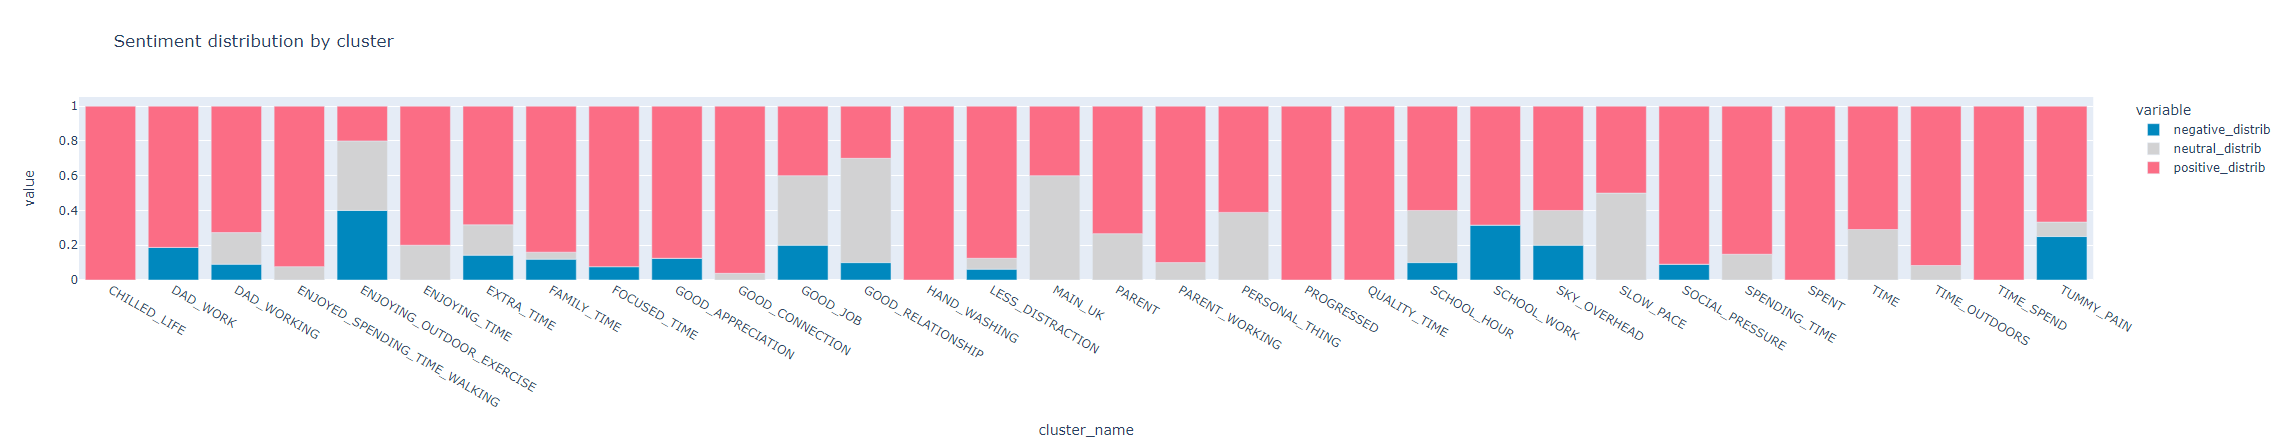 Sentiment distribution by cluster
value
1
0.8
0.6
0.4
0.2
0
CHILLED_LIFE
DAD_WORK
DAD_WORKING
ENJOYED_SPENDING_TIME_WALKING
ENJOYING_OUTDOOR_EXERCISE
ENJOYING_TIME
EXTRA_TIME
FAMILY_TIME
FOCUSED_TIME
GOOD_APPRECIATION
GOOD_CONNECTION
GOOD_JOB
GOOD_RELATIONSHIP
HAND_WASHING
LESS_DISTRACTION
MAIN_UK
PARENT
PARENT_WORKING
PERSONAL_THING
PROGRESSED
QUALITY_TIME
SCHOOL_HOUR
SCHOOL_WORK
SKY_OVERHEAD
SLOW_PACE
SOCIAL_PRESSURE
SPENDING_TIME
SPENT
TIME
TIME_OUTDOORS
TIME_SPEND
TUMMY_PAIN
cluster_name
variable
negative_distrib
neutral_distrib
positive_distrib